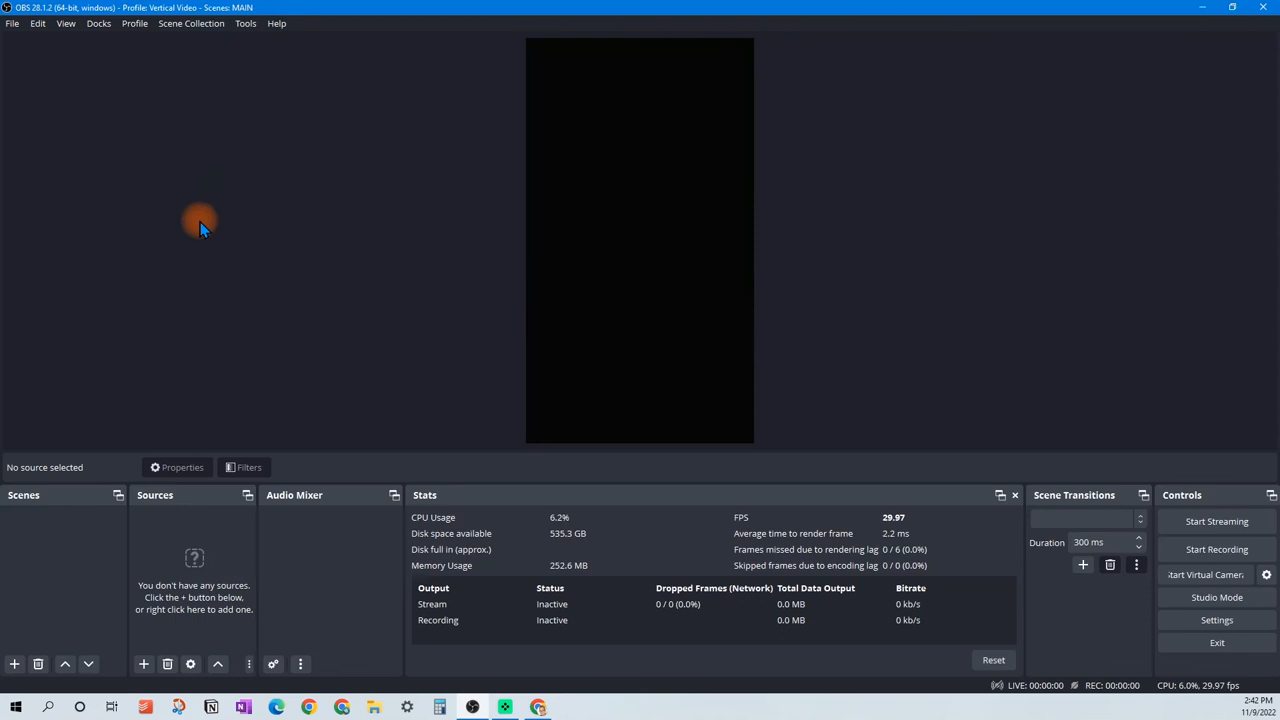 OBS 28.1.2 (64-bit, windows) - Profile: Vertical Video - Scenes: MAIN
File Edit View Docks Profile Scene Collection Tools Help
No source selected Properties Filters
Scenes Sources Audio Mixer Stats Scene Transitions Controls
CPU Usage 6.2% FPS 29.97
Start Streaming
Disk space available 535.3 GB Average time to render frame 2.2 ms
Duration 300 ms
Disk full in (approx.) Frames missed due to rendering lag 0 / 6 (0.0%)
Start Recording
Memory Usage 252.6 MB Skipped frames due to encoding lag 0 / 0 (0.0%)
tart Virtual Camera
You don't have any sources.
Click the + button below,
or right click here to add one.
Output Status Dropped Frames (Network) Total Data Output Bitrate
Studio Mode
Stream Inactive 0 / 0 (0.0%) 0.0 MB 0 kb/s
Recording Inactive 0.0 MB 0 kb/s
Settings
Exit
Reset
LIVE: 00:00:00 REC: 00:00:00 CPU: 6.0%, 29.97 fps
2:42 PM
11/9/2022